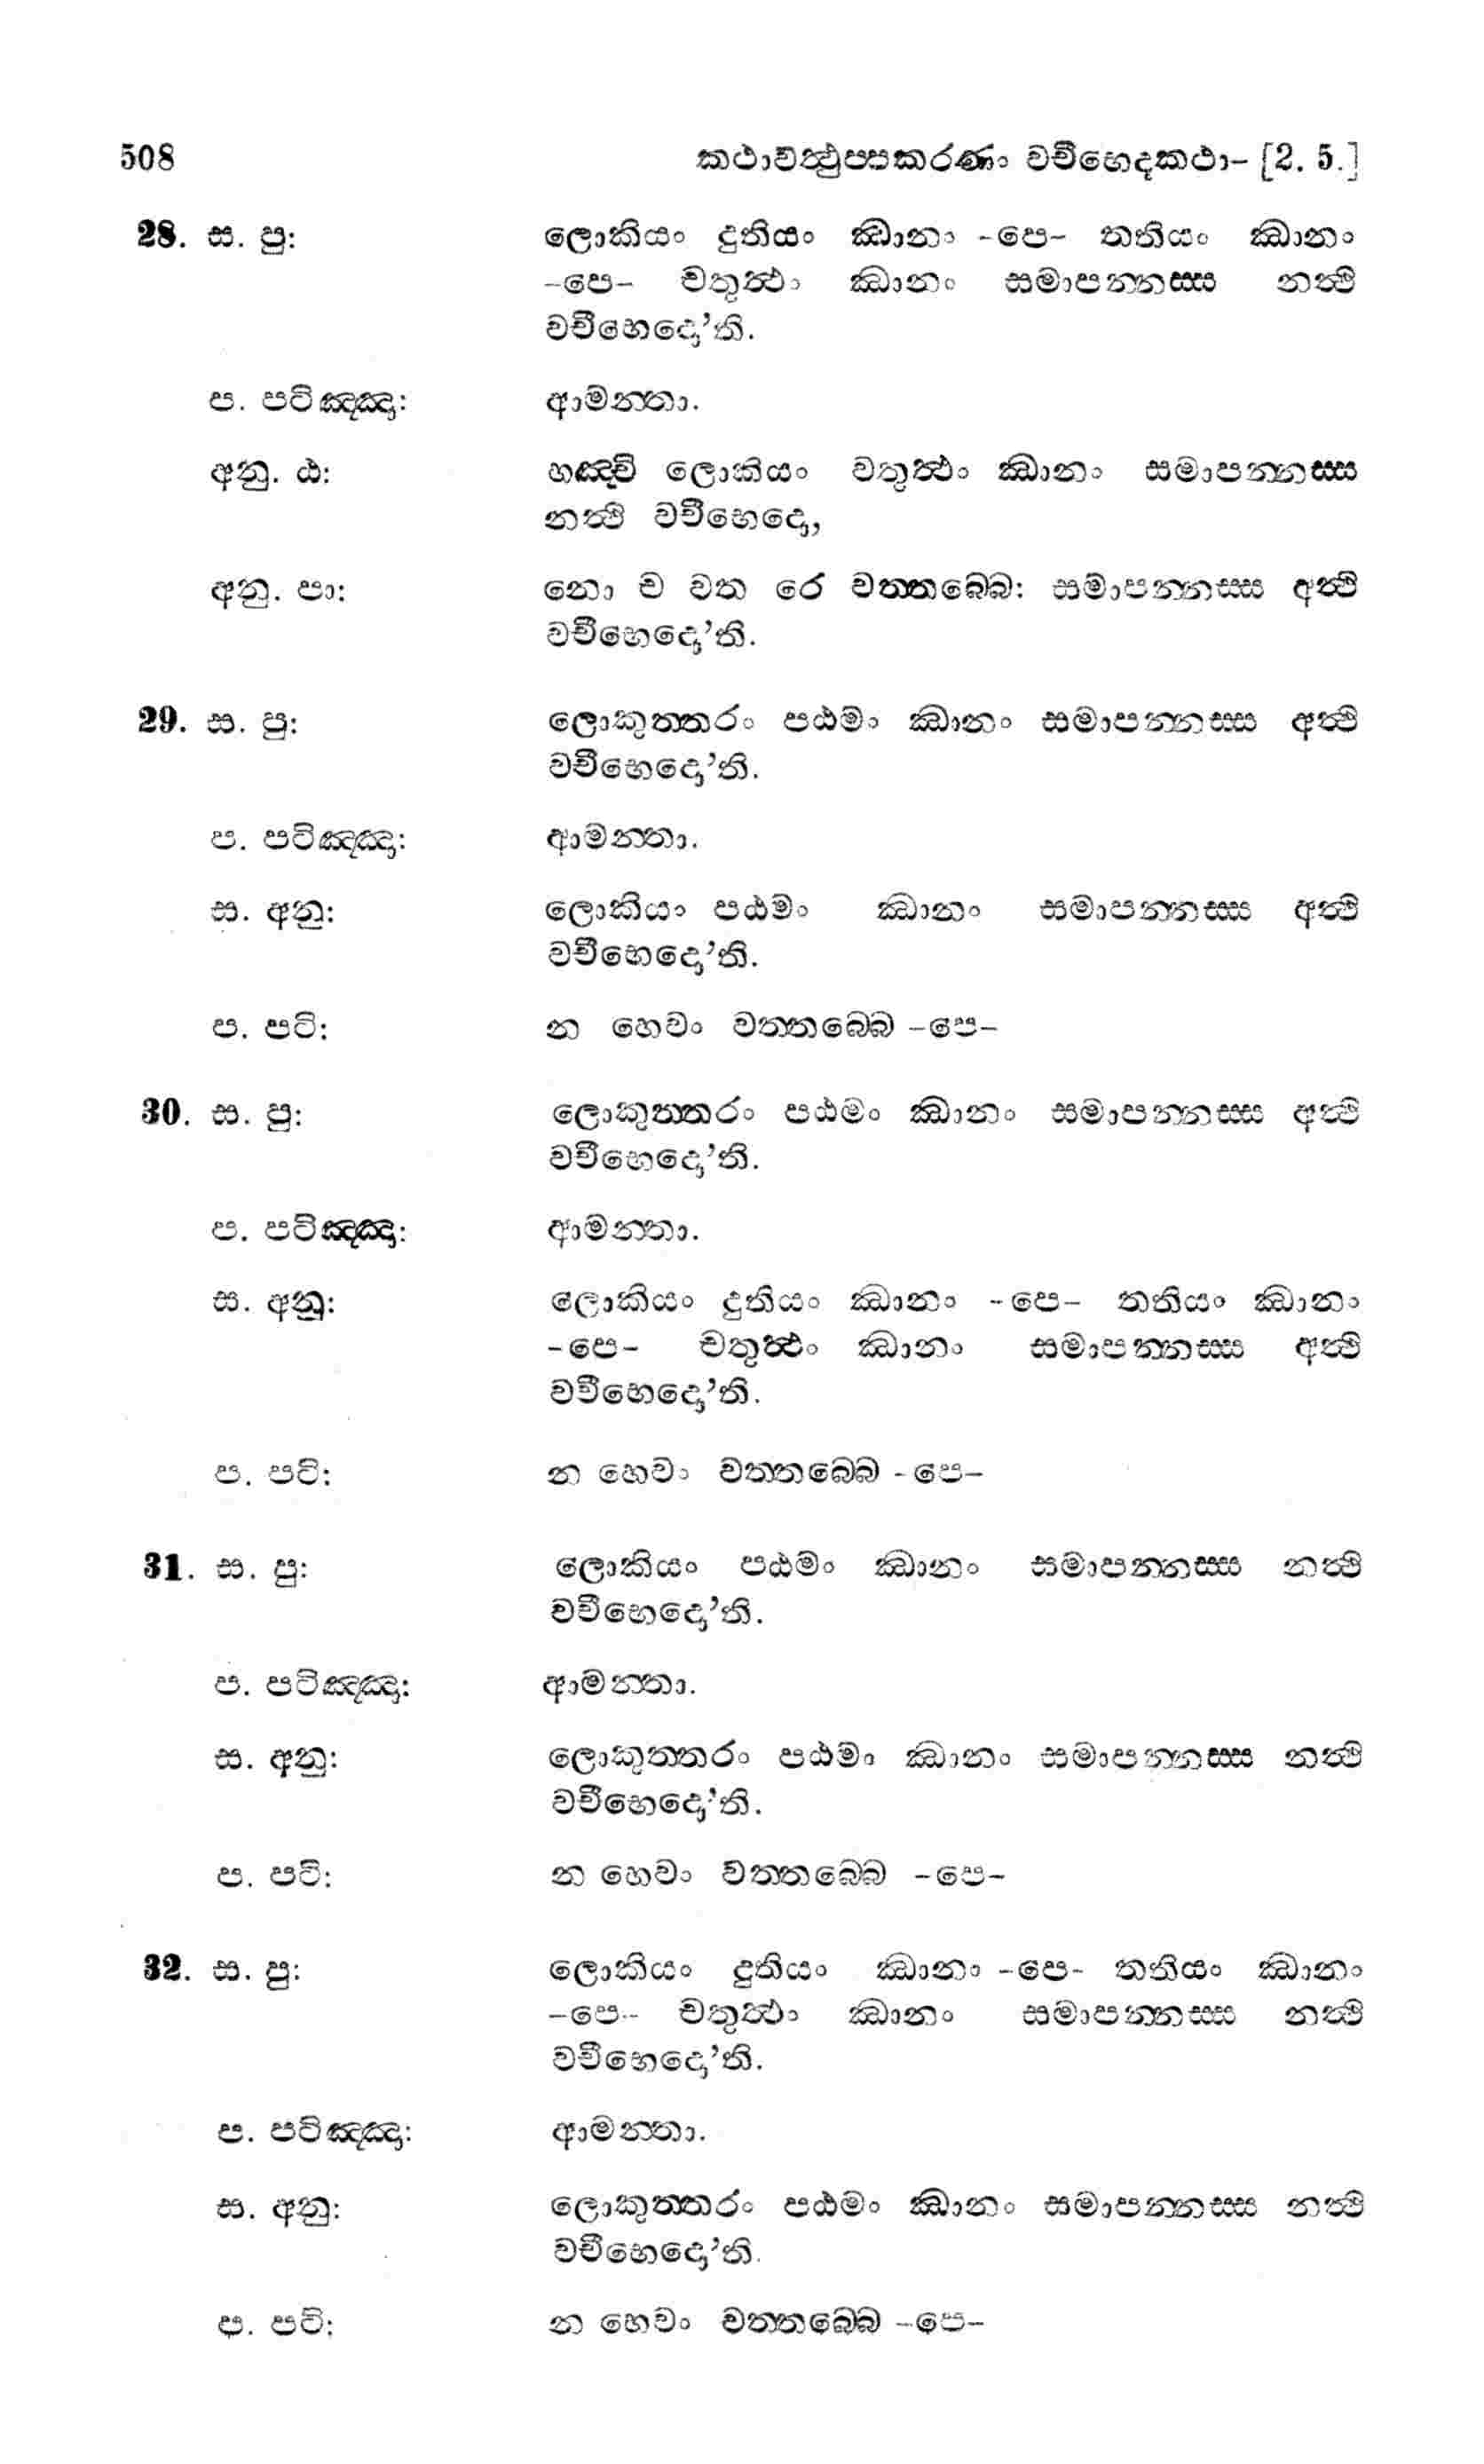 508 කථාවත්‍ථුප්පකරණං වචීභෙදකථා- [2. 5.]
28. ස. පු: ලොකියං දුතියං ඣානං -පෙ- තතියං ඣානං
-පෙ- චතුත්‍ථං ඣානං සමාපන්නස්ස නත්‍ථි
වචීභෙදො'ති.
ප. පටිඤ්ඤා: ආමන්තා.
අනු. ඨ: හඤ්චි ලොකියං චතුත්‍ථං ඣානං සමාපන්නස්ස
නත්‍ථි වචීභෙදො,
අනු. පා: නො ච වත රෙ වත්තබ්බෙ: සමාපන්නස්ස අත්‍ථි
වචීභෙදො'ති.
29. ස. පු: ලොකුත්තරං පඨමං ඣානං සමාපන්නස්ස අත්‍ථි
වචීභෙදො'ති.
ප. පටිඤ්ඤා: ආමන්තා.
ස. අනු: ලොකියං පඨමං ඣානං සමාපන්නස්ස අත්‍ථි
වචීභෙදො'ති.
ප. පටි: න හෙවං වත්තබ්බෙ -පෙ-
30. ස. පු: ලොකුත්තරං පඨමං ඣානං සමාපන්නස්ස අත්‍ථි
වචීභෙදො'ති.
ප. පටිඤ්ඤා: ආමන්තා.
ස. අනු: ලොකියං දුතියං ඣානං -පෙ- තතියං ඣානං
-පෙ- චතුත්‍ථං ඣානං සමාපන්නස්ස අත්‍ථි
වචීභෙදො'ති.
ප. පටි: න හෙවං වත්තබ්බෙ -පෙ-
31. ස. පු: ලොකියං පඨමං ඣානං සමාපන්නස්ස නත්‍ථි
වචීභෙදො'ති.
ප. පටිඤ්ඤා: ආමන්තා.
ස. අනු: ලොකුත්තරං පඨමං ඣානං සමාපන්නස්ස නත්‍ථි
වචීභෙදො'ති.
ප. පටි: න හෙවං වත්තබ්බෙ -පෙ-
32. ස. පු: ලොකියං දුතියං ඣානං -පෙ- තතියං ඣානං
-පෙ- චතුත්‍ථං ඣානං සමාපන්නස්ස නත්‍ථි
වචීභෙදො'ති.
ප. පටිඤ්ඤා: ආමන්තා.
ස. අනු: ලොකුත්තරං පඨමං ඣානං සමාපන්නස්ස නත්‍ථි
වචීභෙදො'ති.
ප. පටි: න හෙවං වත්තබ්බෙ -පෙ-